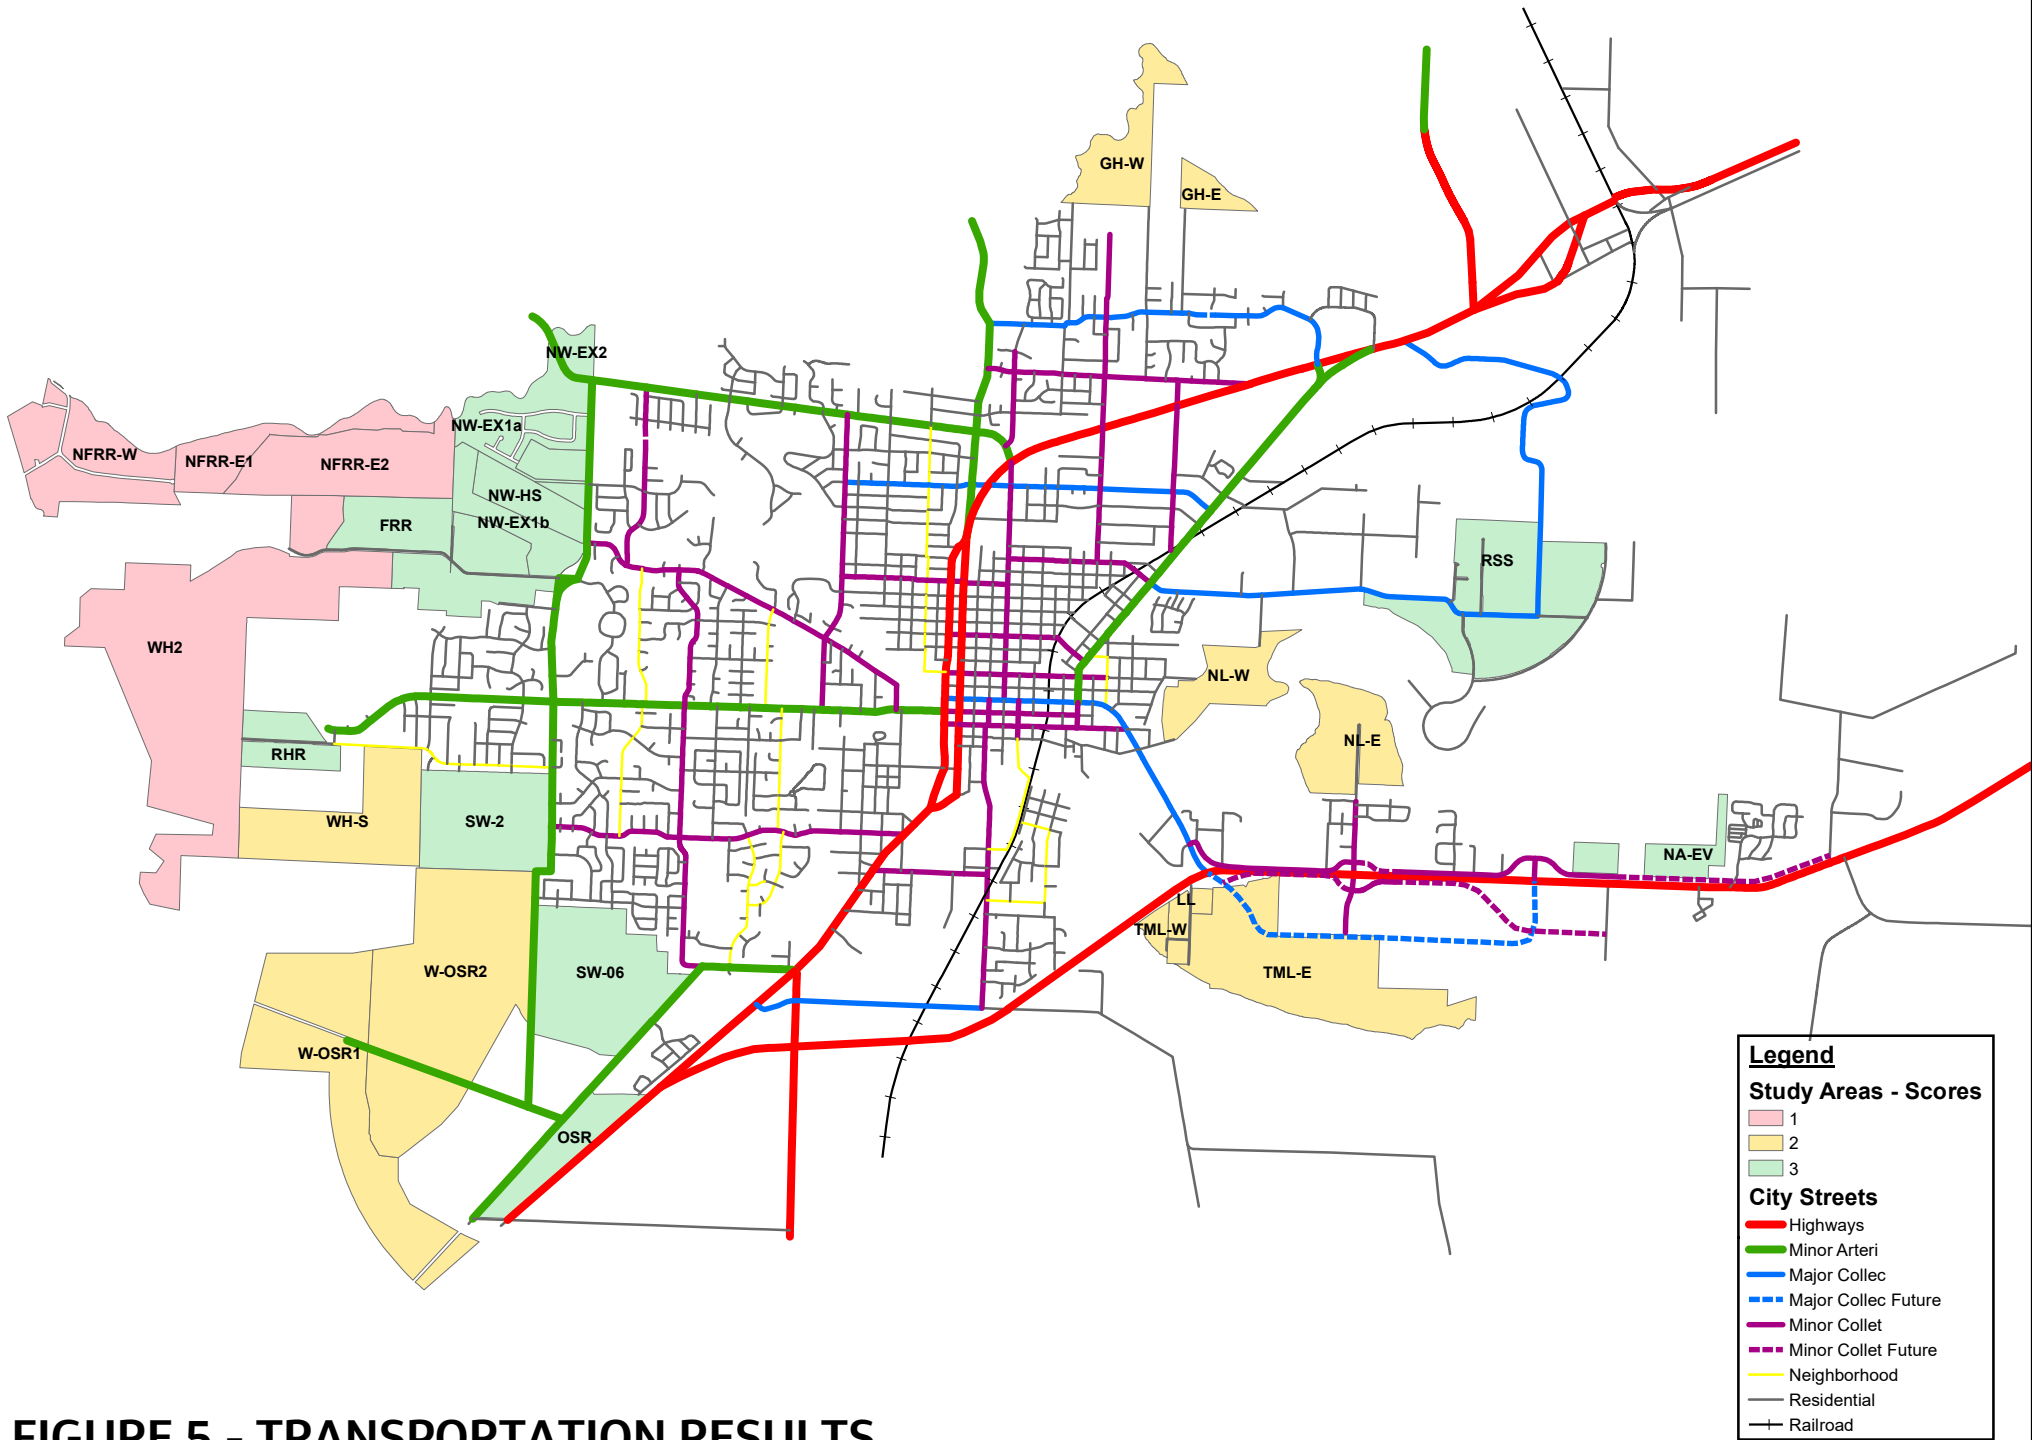 GH-W
GH-E
NW-EX2
NW-EX1a
NFRR-W
NFRR-E1
NFRR-E2
NW-HS
NW-EX1b
FRR
RSS
WH2
NL-W
NL-E
RHR
WH-S
SW-2
NA-EV
LL
TML-W
TML-E
W-OSR2
SW-06
W-OSR1
OSR
Legend
Study Areas - Scores
1
2
3
City Streets
Highways
Minor Arteri
Major Collec
Major Collec Future
Minor Collet
Minor Collet Future
Neighborhood
Residential
Railroad
FIGURE 5 - TRANSPORTATION RESULTS